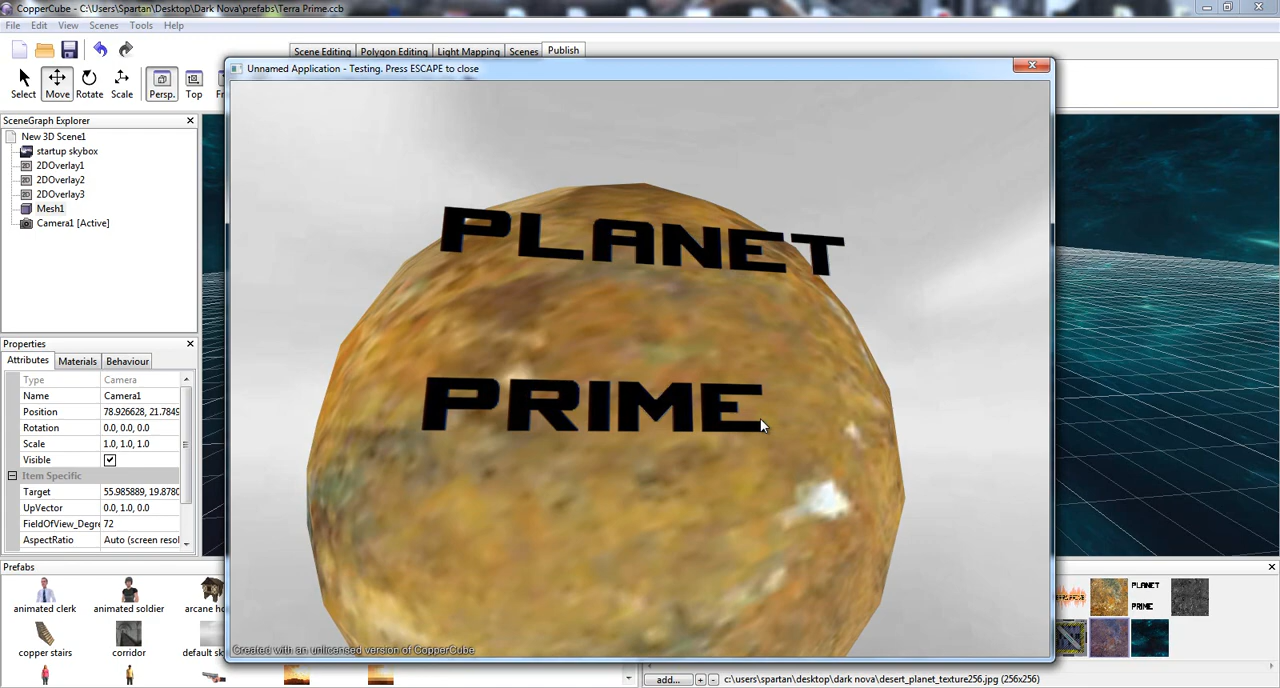 CopperCube - C:\Users\Spartan\Desktop\Dark Nova\prefabs\Terra Prime.ccb
File Edit View Scenes Tools Help
Scene Editing Polygon Editing Light Mapping Scenes Publish
Select Move Rotate Scale Persp. Top
Unnamed Application - Testing. Press ESCAPE to close
SceneGraph Explorer
New 3D Scene1
startup skybox
2DOverlay1
2DOverlay2
2DOverlay3
Mesh1
Camera1 [Active]
PLANET
PRIME
Properties
Attributes Materials Behaviour
Type Camera
Name Camera1
Position 78.926628, 21.7849
Rotation 0.0, 0.0, 0.0
Scale 1.0, 1.0, 1.0
Visible
Item Specific
Target 55.985889, 19.8780
UpVector 0.0, 1.0, 0.0
FieldOfView_Degre 72
AspectRatio Auto (screen resol
Prefabs
animated clerk animated soldier arcane ho
copper stairs corridor default sk
Created with an unlicensed version of CopperCube
PLANET
PRIME
add... + - c:\users\spartan\desktop\dark nova\desert_planet_texture256.jpg (256x256)